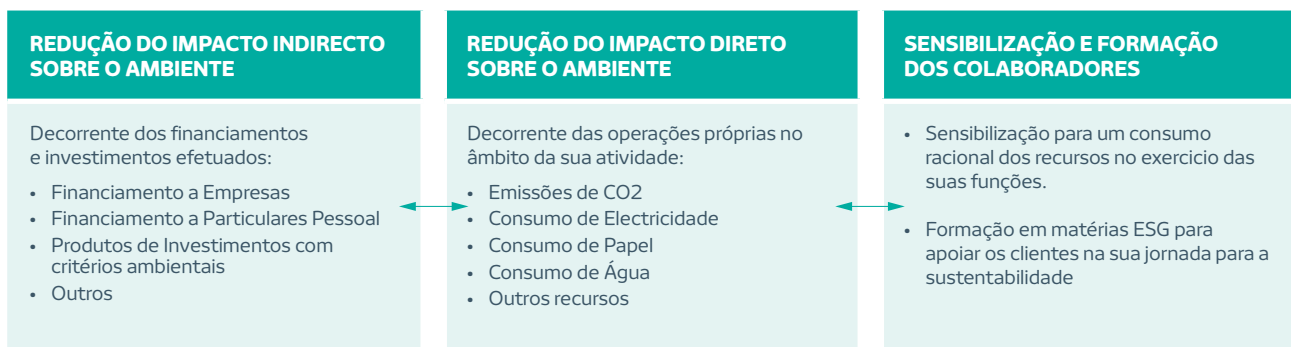 REDUÇÃO DO IMPACTO INDIRECTO
SOBRE O AMBIENTE
Decorrente dos financiamentos
e investimentos efetuados:
• Financiamento a Empresas
• Financiamento a Particulares Pessoal
• Produtos de Investimentos com
critérios ambientais
• Outros
REDUÇÃO DO IMPACTO DIRETO
SOBRE O AMBIENTE
Decorrente das operações próprias no
âmbito da sua atividade:
• Emissões de CO2
• Consumo de Electricidade
• Consumo de Papel
• Consumo de Água
• Outros recursos
SENSIBILIZAÇÃO E FORMAÇÃO
DOS COLABORADORES
• Sensibilização para um consumo
racional dos recursos no exercicio das
suas funções.
• Formação em matérias ESG para
apoiar os clientes na sua jornada para a
sustentabilidade